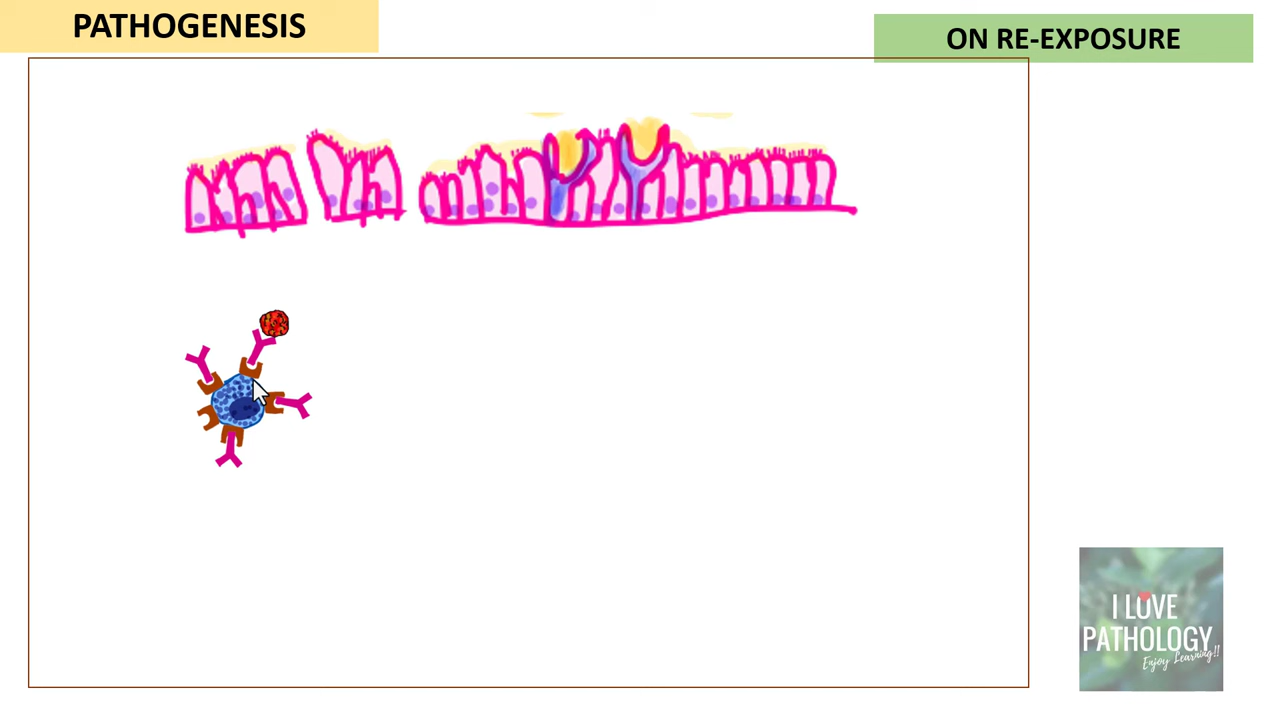 PATHOGENESIS
ON RE-EXPOSURE
I LOVE
PATHOLOGY
Enjoy Learning!!